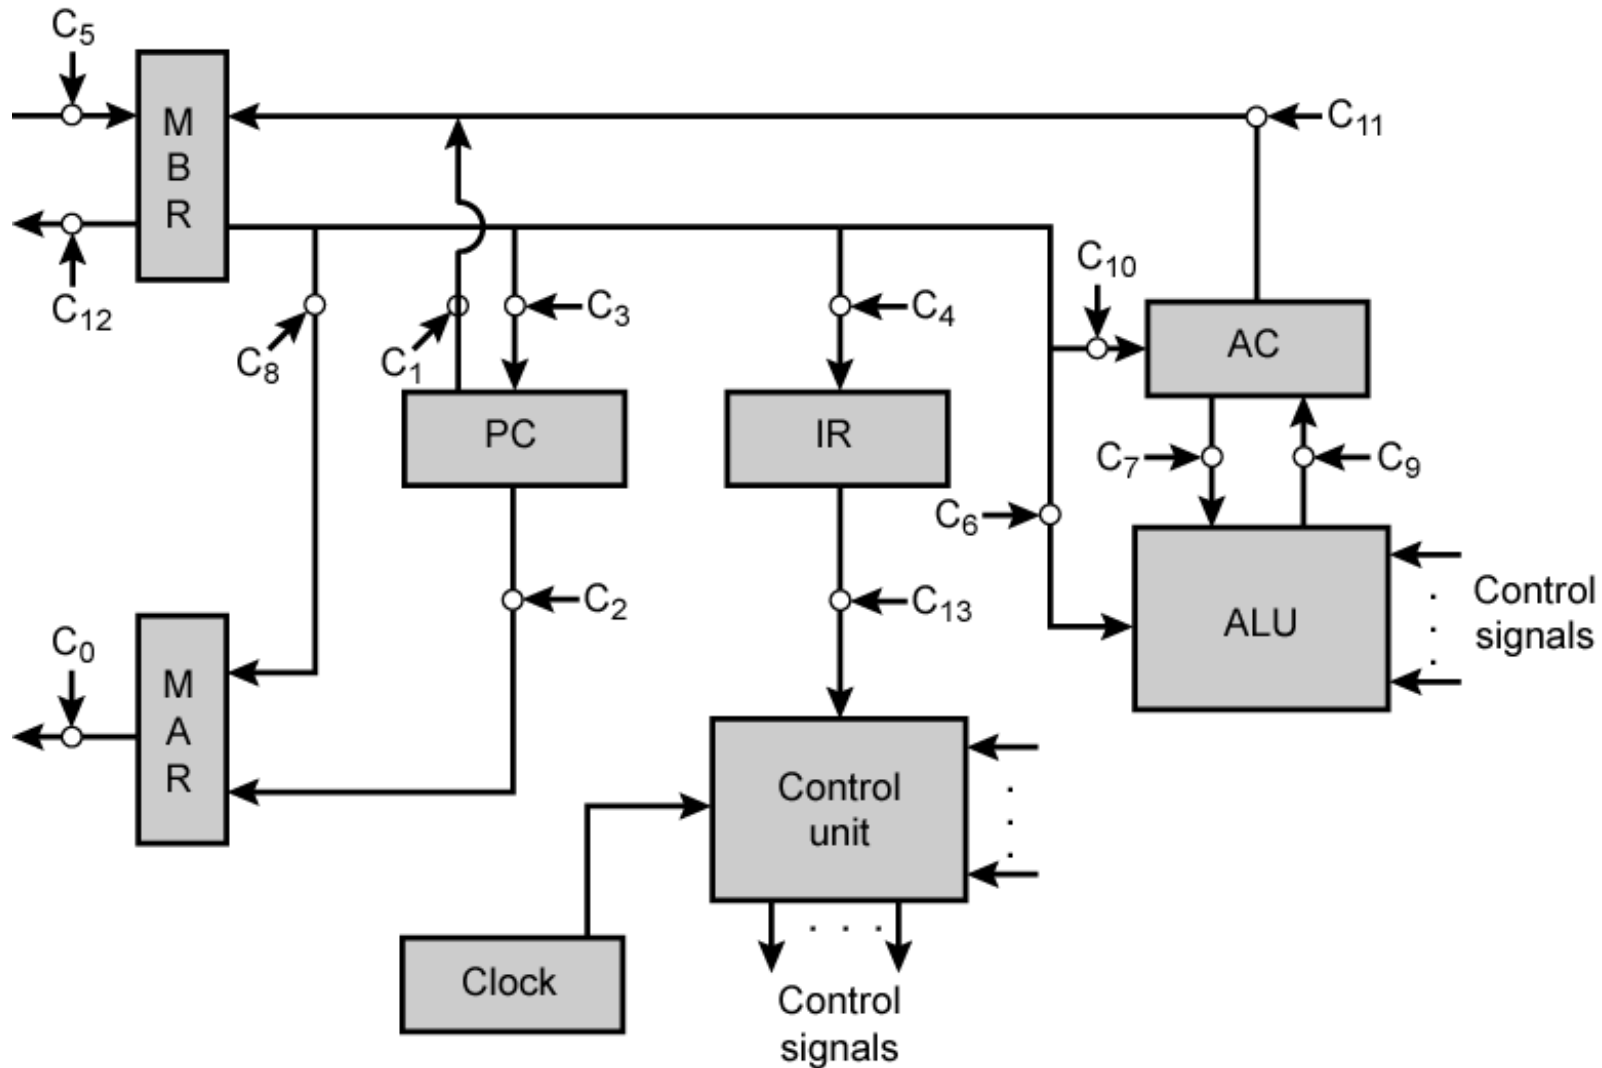 C5
M
B
R
C11
C12
C8
C1
C3
C4
C10
AC
PC
IR
C7
C9
C6
C0
C2
C13
ALU
Control
signals
M
A
R
Control
unit
. . .
Clock
Control
signals